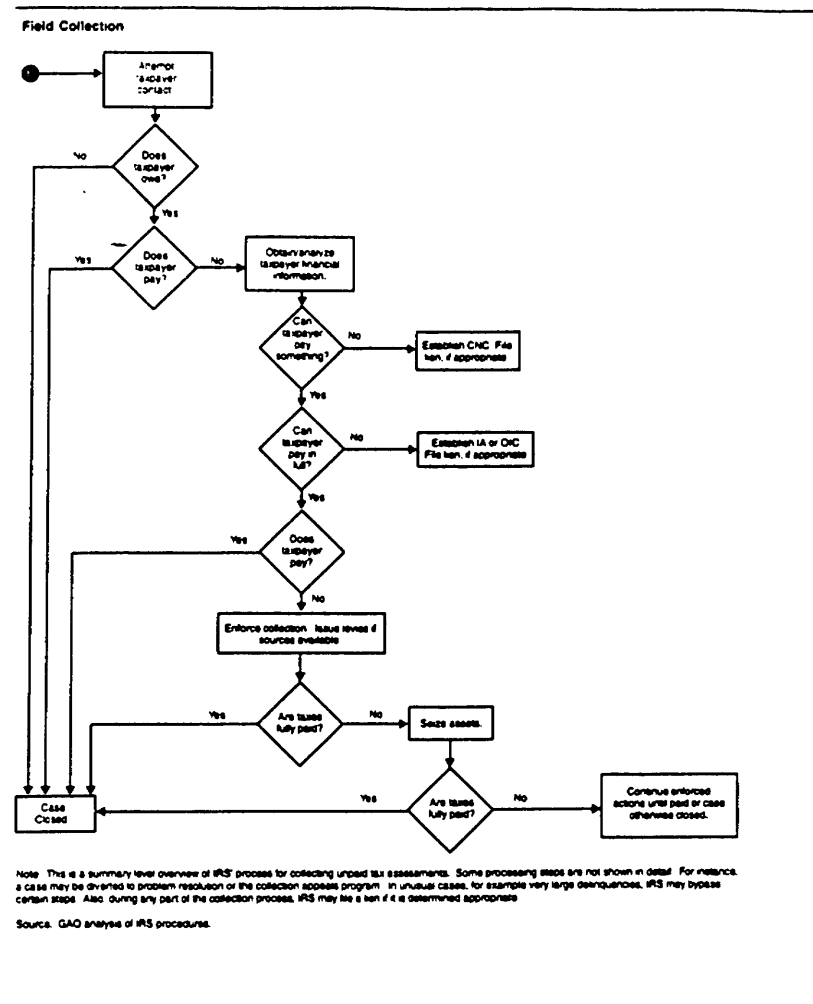 Field Collection
Attempt
taxpayer
contact
Does
taxpayer
owe?
No
Yes
Does
taxpayer
pay?
Yes
No
Obtain/analyze
taxpayer financial
information.
Can
taxpayer
pay
something?
No
Establish CNC File
lien, if appropriate
Yes
Can
taxpayer
pay in
full?
No
Establish IA or OIC
File lien, if appropriate
Yes
Does
taxpayer
pay?
Yes
No
Enforce collection Issue levies if
sources available
Are taxes
fully paid?
Yes
No
Seize assets.
Are taxes
fully paid?
Yes
No
Case
Closed
Continue enforced
actions until paid or case
otherwise closed.
Note This is a summary level overview of IRS' process for collecting unpaid tax assessments. Some processing steps are not shown in detail For instance,
a case may be diverted to problem resolution or the collection appeals program In unusual cases, for example very large delinquencies, IRS may bypass
certain steps Also, during any part of the collection process, IRS may file a lien if it is determined appropriate
Source. GAO analysis of IRS procedures.